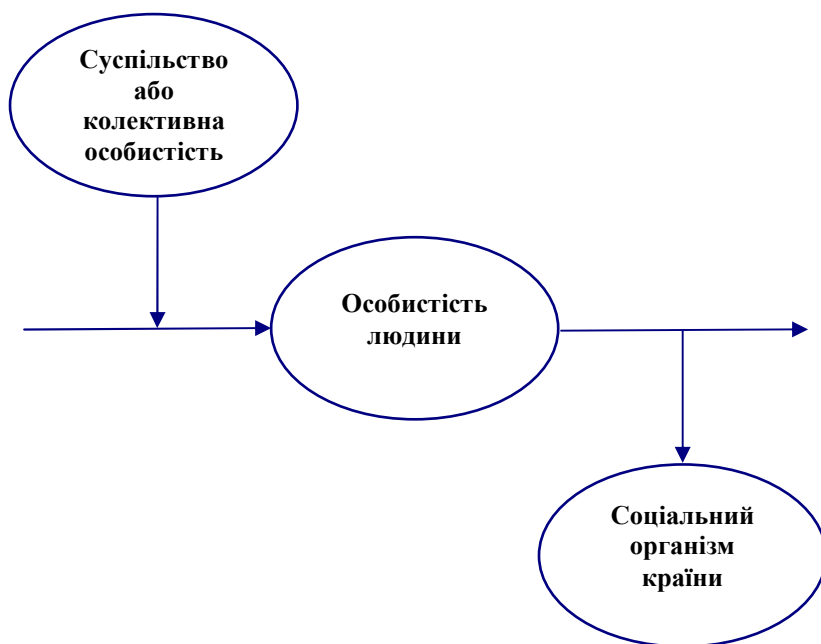 Суспільство
або
колективна
особистість
Особистість
людини
Соціальний
організм
країни